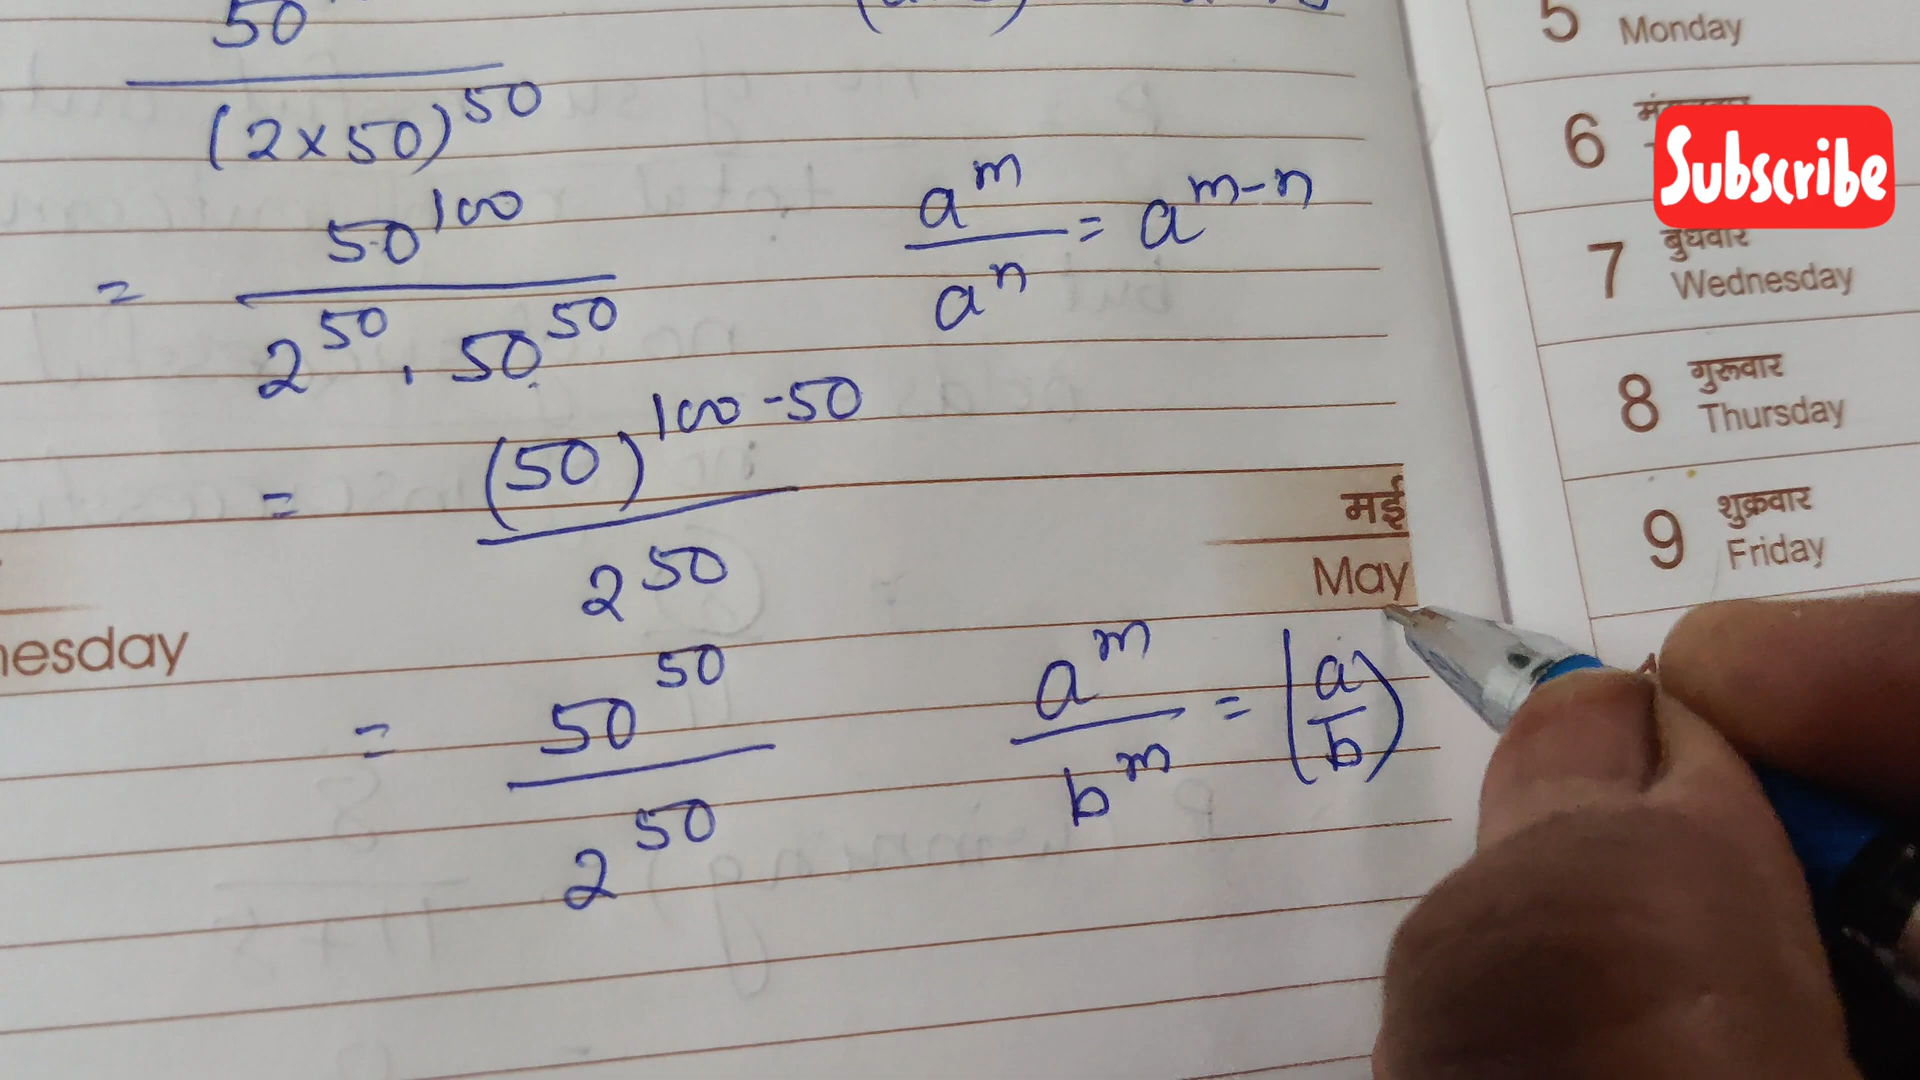 50
(2×50)^50
= 50^100 / 2^50 . 50^50
a^m / a^n = a^m-n
= (50)^100-50 / 2^50
= 50^50 / 2^50
a^m / b^m = (a/b)
मई
May
nesday
5 Monday
6
Subscribe
7 बुधवार
Wednesday
8 गुरूवार
Thursday
9 शुक्रवार
Friday